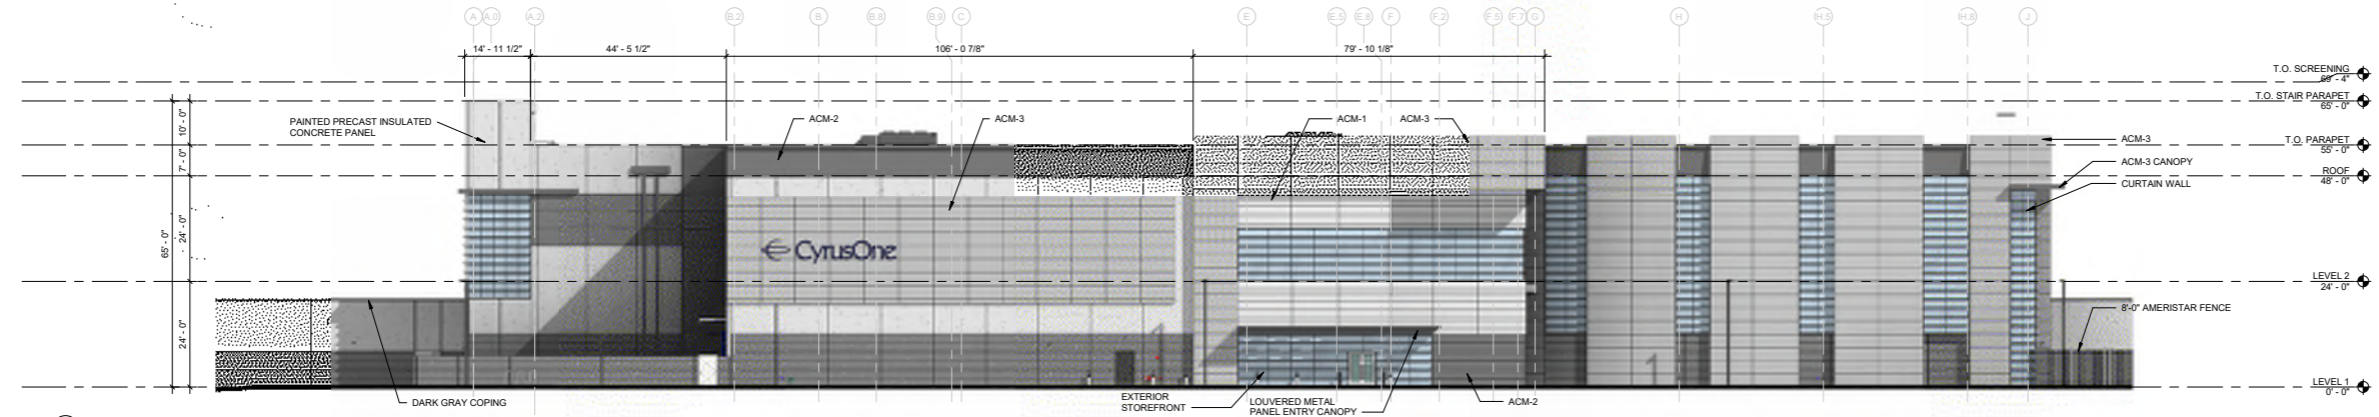 A
A.0
A.2
B.2
B
B.8
B.9
C
E
E.5
E.8
F
F.2
F.5
F.7
G
H
H.5
H.8
J
14' - 11 1/2"
44' - 5 1/2"
106' - 0 7/8"
79' - 10 1/8"
T.O. SCREENING
69' - 4"
T.O. STAIR PARAPET
65' - 0"
PAINTED PRECAST INSULATED
CONCRETE PANEL
ACM-2
ACM-3
ACM-1
ACM-3
ACM-3
T.O. PARAPET
55' - 0"
ACM-3 CANOPY
ROOF
48' - 0"
CURTAIN WALL
10' - 0"
7' - 0"
24' - 0"
65' - 0"
24' - 0"
CyrusOne
LEVEL 2
24' - 0"
8'-0" AMERISTAR FENCE
LEVEL 1
0' - 0"
DARK GRAY COPING
EXTERIOR
STOREFRONT
LOUVERED METAL
PANEL ENTRY CANOPY
ACM-2